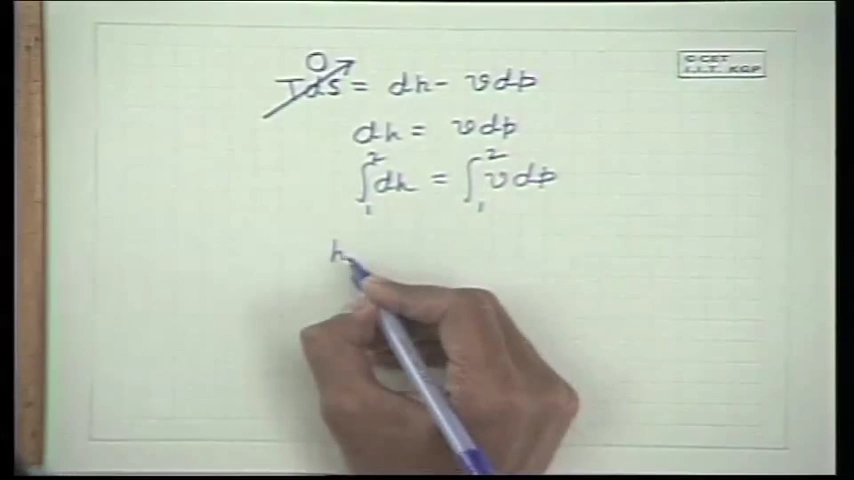 © CET
I.I.T. KGP
0
Tds = dh - vdp
dh = vdp
∫₁² dh = ∫₁² vdp
h